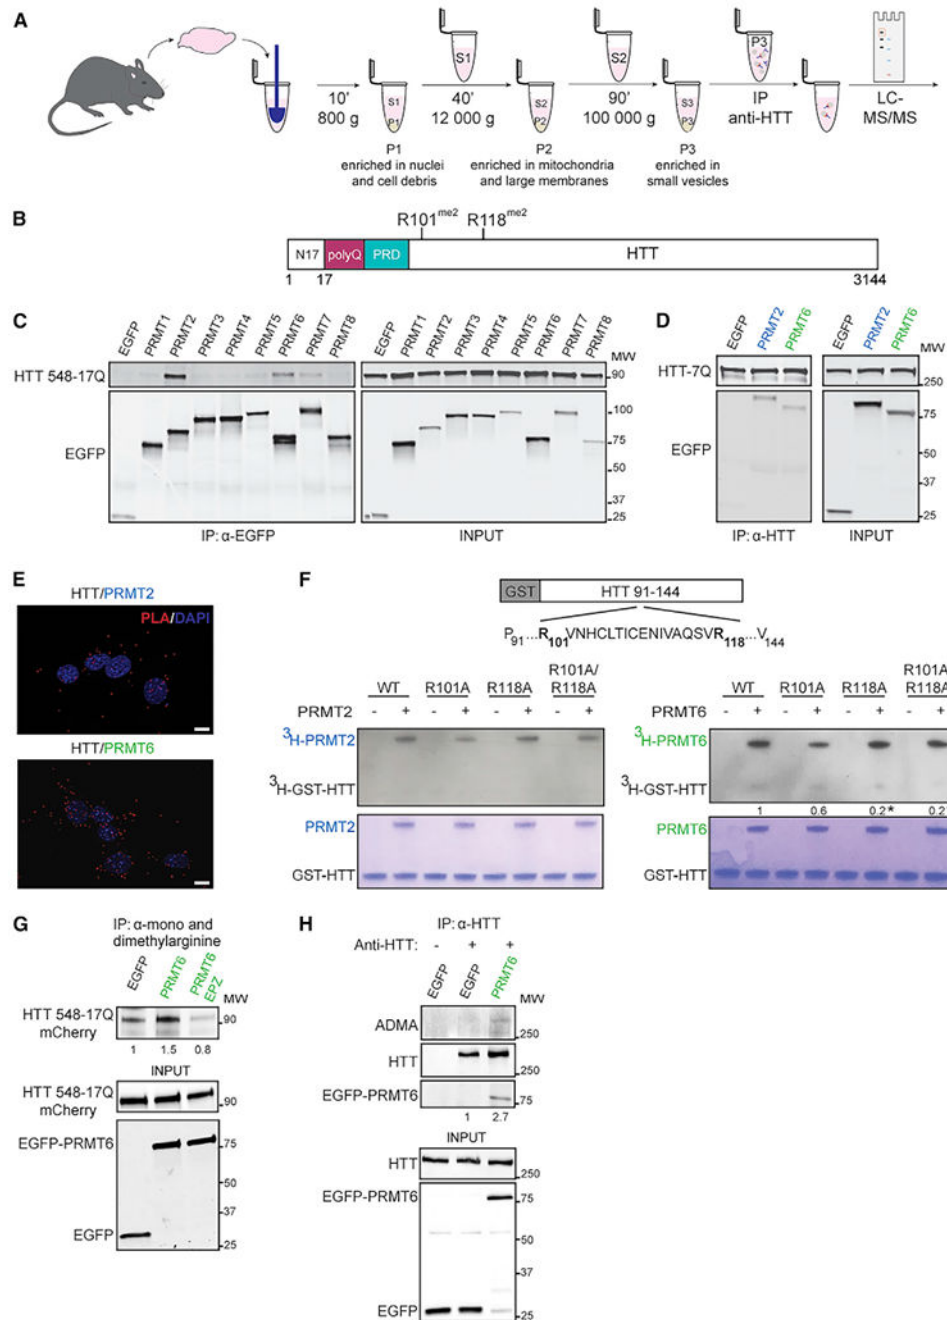 A
S1
S2
P3
10'
800 g
S1
P1
40'
12 000 g
S2
P2
90'
100 000 g
S3
P3
IP
anti-HTT
LC-
MS/MS
P1
enriched in nuclei
and cell debris
P2
enriched in mitochondria
and large membranes
P3
enriched in
small vesicles
B
R101me2
R118me2
N17
polyQ
PRD
HTT
1
17
3144
C
EGFP
PRMT1
PRMT2
PRMT3
PRMT4
PRMT5
PRMT6
PRMT7
PRMT8
EGFP
PRMT1
PRMT2
PRMT3
PRMT4
PRMT5
PRMT6
PRMT7
PRMT8
MW
HTT 548-17Q
90
EGFP
100
75
50
37
25
IP: α-EGFP
INPUT
D
EGFP
PRMT2
PRMT6
EGFP
PRMT2
PRMT6
MW
HTT-7Q
250
EGFP
75
50
37
25
IP: α-HTT
INPUT
E
HTT/PRMT2
PLA/DAPI
HTT/PRMT6
F
GST
HTT 91-144
P91...R101VNHCLTICENIVAQSVR118...V144
WT
R101A
R118A
R101A/
R118A
PRMT2
- + - + - + - +
3H-PRMT2
3H-GST-HTT
PRMT2
GST-HTT
WT
R101A
R118A
R101A/
R118A
PRMT6
- + - + - + - +
3H-PRMT6
3H-GST-HTT
1
0.6
0.2*
0.2
PRMT6
GST-HTT
G
IP: α-mono and
dimethylarginine
EGFP
PRMT6
PRMT6
EPZ
MW
HTT 548-17Q
mCherry
90
1
1.5
0.8
INPUT
HTT 548-17Q
mCherry
90
EGFP-PRMT6
75
50
37
EGFP
25
H
IP: α-HTT
Anti-HTT:
- + +
EGFP
EGFP
PRMT6
MW
ADMA
250
HTT
250
EGFP-PRMT6
75
1
2.7
INPUT
HTT
250
EGFP-PRMT6
75
50
37
EGFP
25